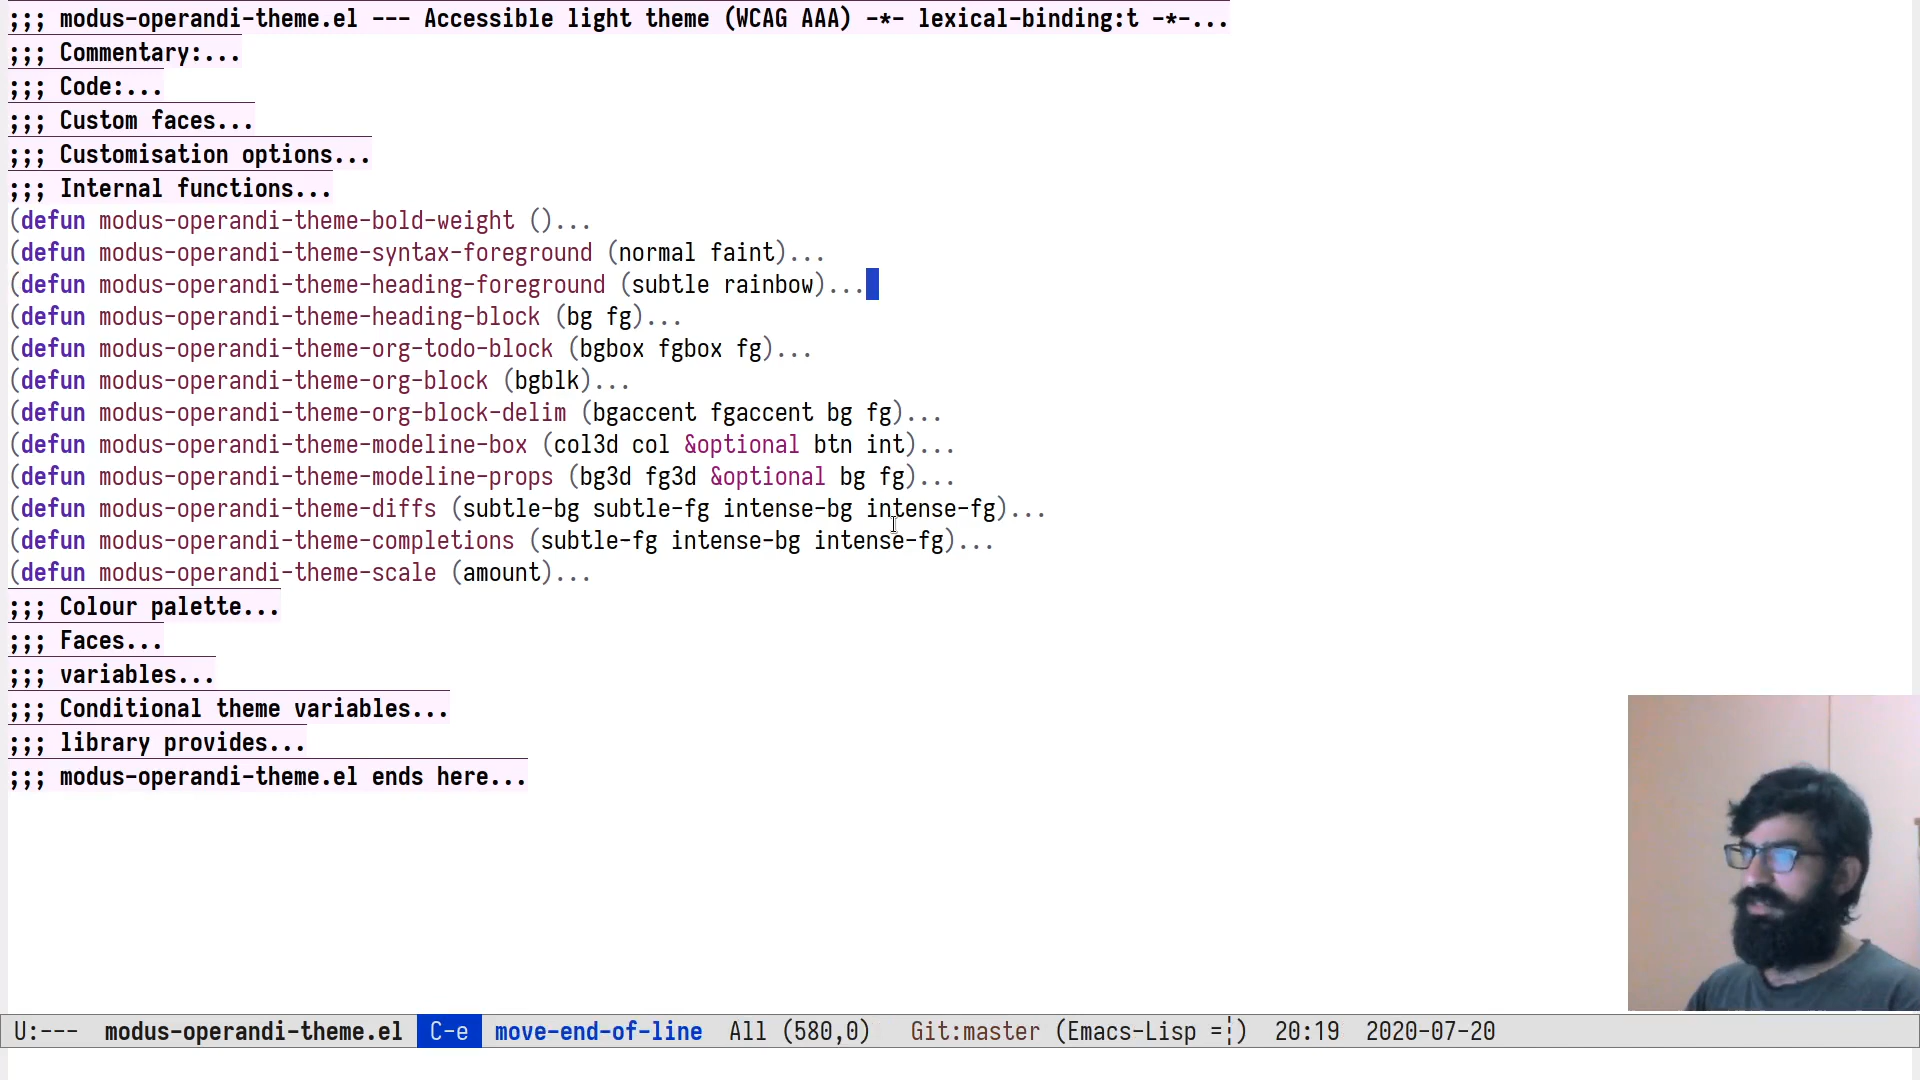 ;;; modus-operandi-theme.el --- Accessible light theme (WCAG AAA) -*- lexical-binding:t -*-...
;;; Commentary:...
;;; Code:...
;;; Custom faces...
;;; Customisation options...
;;; Internal functions...
(defun modus-operandi-theme-bold-weight ()...
(defun modus-operandi-theme-syntax-foreground (normal faint)...
(defun modus-operandi-theme-heading-foreground (subtle rainbow)...
(defun modus-operandi-theme-heading-block (bg fg)...
(defun modus-operandi-theme-org-todo-block (bgbox fgbox fg)...
(defun modus-operandi-theme-org-block (bgblk)...
(defun modus-operandi-theme-org-block-delim (bgaccent fgaccent bg fg)...
(defun modus-operandi-theme-modeline-box (col3d col &optional btn int)...
(defun modus-operandi-theme-modeline-props (bg3d fg3d &optional bg fg)...
(defun modus-operandi-theme-diffs (subtle-bg subtle-fg intense-bg intense-fg)...
(defun modus-operandi-theme-completions (subtle-fg intense-bg intense-fg)...
(defun modus-operandi-theme-scale (amount)...
;;; Colour palette...
;;; Faces...
;;; variables...
;;; Conditional theme variables...
;;; library provides...
;;; modus-operandi-theme.el ends here...
U:--- modus-operandi-theme.el C-e move-end-of-line All (580,0) Git:master (Emacs-Lisp =¦) 20:19 2020-07-20